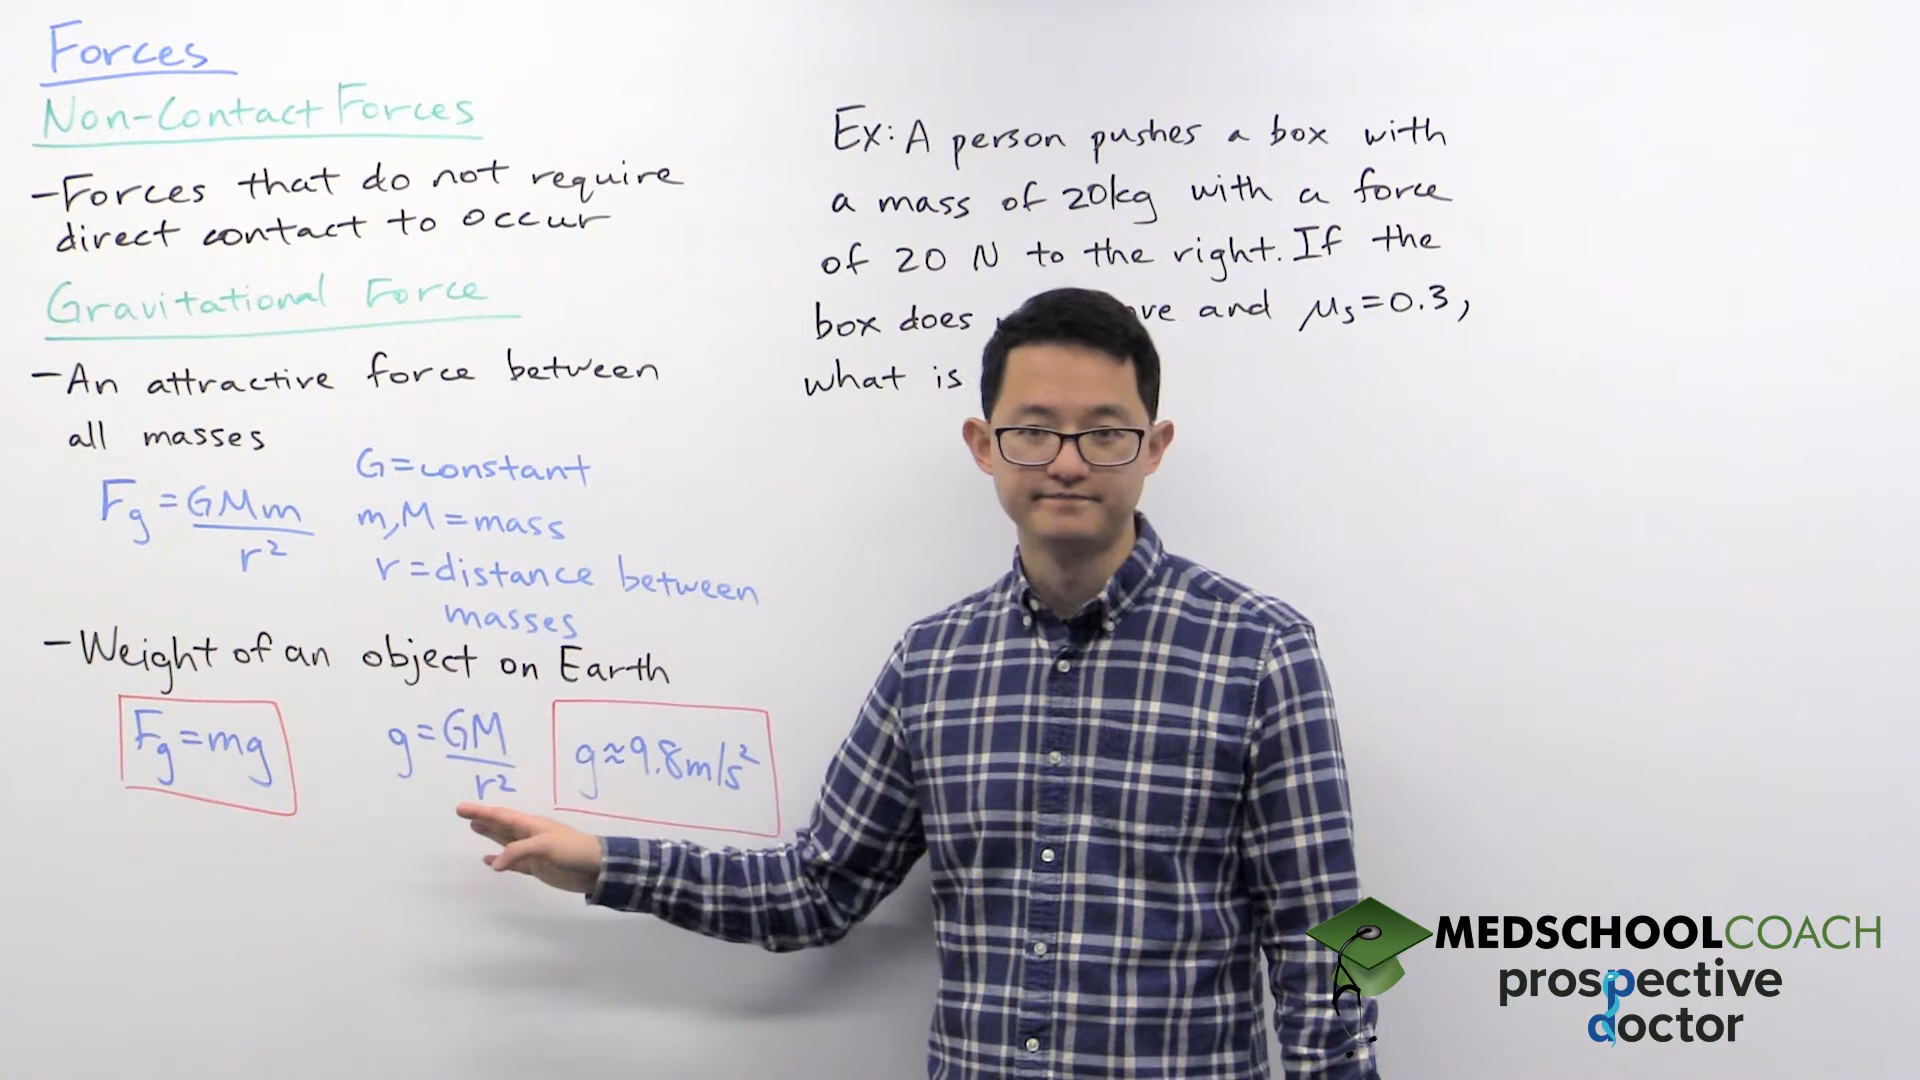 Forces
Non-Contact Forces
-Forces that do not require
direct contact to occur
Gravitational Force
-An attractive force between
all masses
Fg = GMm
r²
G=constant
m,M=mass
r=distance between
masses
-Weight of an object on Earth
Fg=mg
g=GM
r²
g≈9.8m/s²
Ex: A person pushes a box with
a mass of 20kg with a force
of 20 N to the right. If the
box does and μs=0.3,
what is
MEDSCHOOLCOACH
prospective
doctor